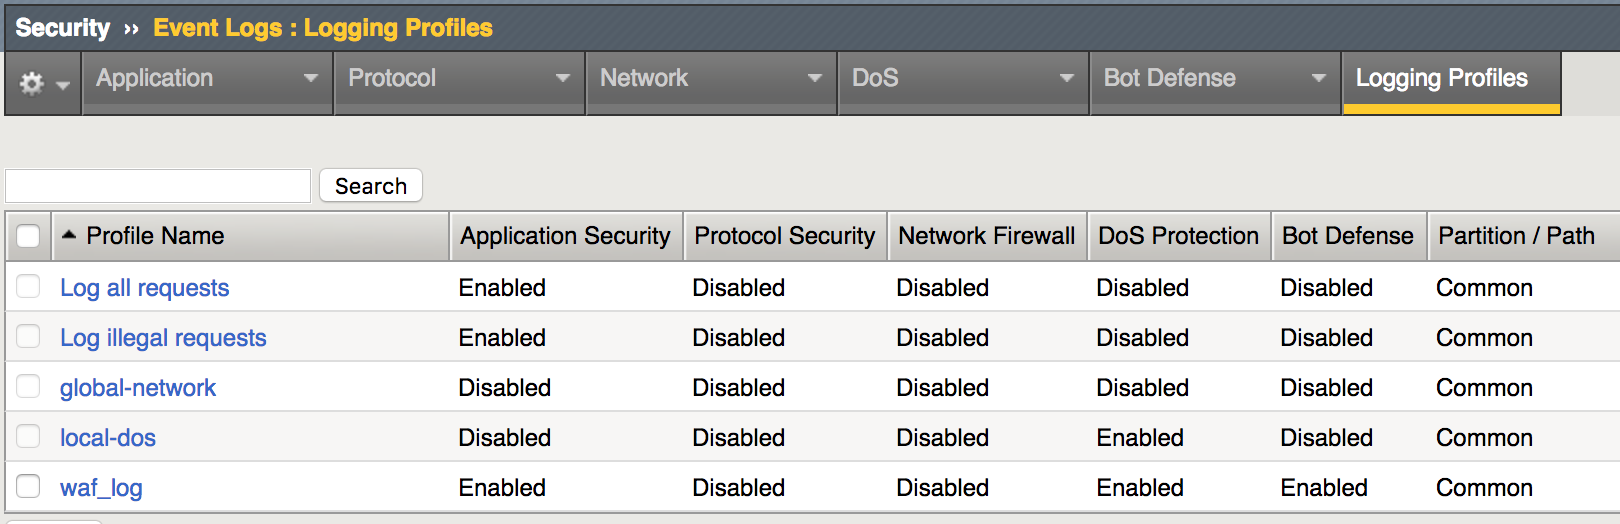 Security ›› Event Logs : Logging Profiles
Application Protocol Network DoS Bot Defense Logging Profiles
Search
Profile Name Application Security Protocol Security Network Firewall DoS Protection Bot Defense Partition / Path
Log all requests Enabled Disabled Disabled Disabled Disabled Common
Log illegal requests Enabled Disabled Disabled Disabled Disabled Common
global-network Disabled Disabled Disabled Disabled Disabled Common
local-dos Disabled Disabled Disabled Enabled Disabled Common
waf_log Enabled Disabled Disabled Enabled Enabled Common